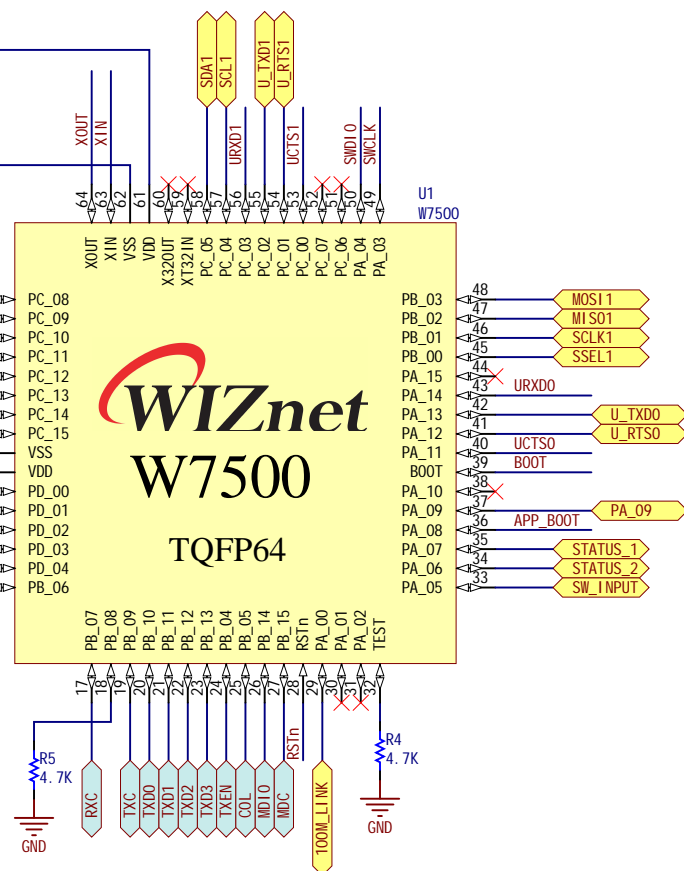 SDA1
SCL1
U_TXD1
U_RTS1
XOUT
XIN
URXD1
UCTS1
SWDIO
SWCLK
64
63
62
61
60
59
58
57
56
55
54
53
52
51
50
49
U1
W7500
XOUT
XIN
VSS
VDD
X32OUT
XT32IN
PC_05
PC_04
PC_03
PC_02
PC_01
PC_00
PC_07
PC_06
PA_04
PA_03
PC_08
PC_09
PC_10
PC_11
PC_12
PC_13
PC_14
PC_15
VSS
VDD
PD_00
PD_01
PD_02
PD_03
PD_04
PB_06
WIZnet
W7500
TQFP64
PB_03 48 MOSI1
PB_02 47 MISO1
PB_01 46 SCLK1
PB_00 45 SSEL1
PA_15 44
PA_14 43 URXD0
PA_13 42 U_TXD0
PA_12 41 U_RTS0
PA_11 40 UCTS0
BOOT 39 BOOT
PA_10 38
PA_09 37 PA_09
PA_08 36 APP_BOOT
PA_07 35 STATUS_1
PA_06 34 STATUS_2
PA_05 33 SW_INPUT
PB_07
PB_08
PB_09
PB_10
PB_11
PB_12
PB_13
PB_04
PB_05
PB_14
PB_15
RSTn
PA_00
PA_01
PA_02
TEST
17
18
19
20
21
22
23
24
25
26
27
28
29
30
31
32
R5
4.7K
GND
RXC
TXC
TXD0
TXD1
TXD2
TXD3
TXEN
COL
MDIO
MDC
RSTn
100M_LINK
R4
4.7K
GND